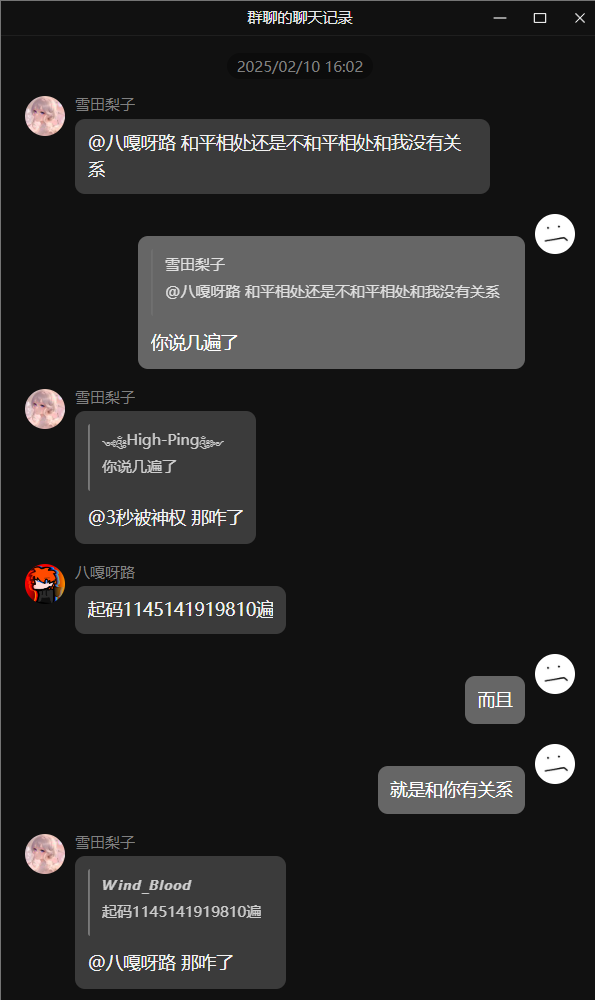 群聊的聊天记录
2025/02/10 16:02
雪田梨子
@八嘎呀路 和平相处还是不和平相处和我没有关
系
雪田梨子
@八嘎呀路 和平相处还是不和平相处和我没有关系
你说几遍了
雪田梨子
High-Ping
你说几遍了
@3秒被神权 那咋了
八嘎呀路
起码1145141919810遍
而且
就是和你有关系
雪田梨子
Wind_Blood
起码1145141919810遍
@八嘎呀路 那咋了